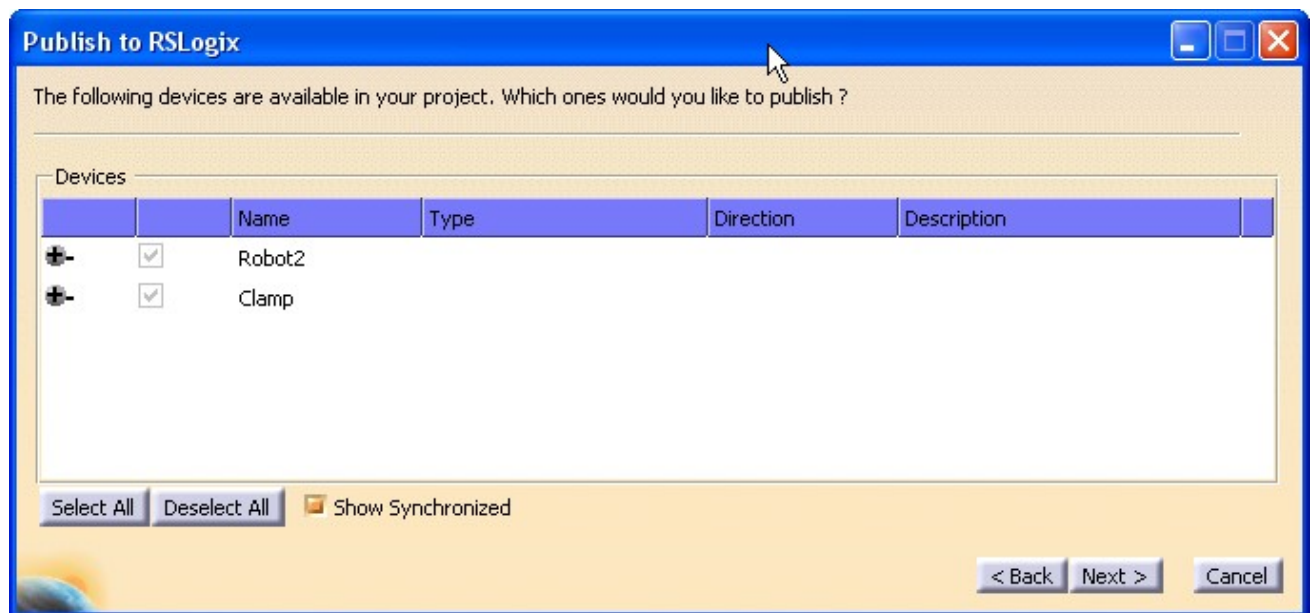 Publish to RSLogix
The following devices are available in your project. Which ones would you like to publish ?
Devices
Name Type Direction Description
Robot2
Clamp
Select All Deselect All Show Synchronized
< Back Next > Cancel